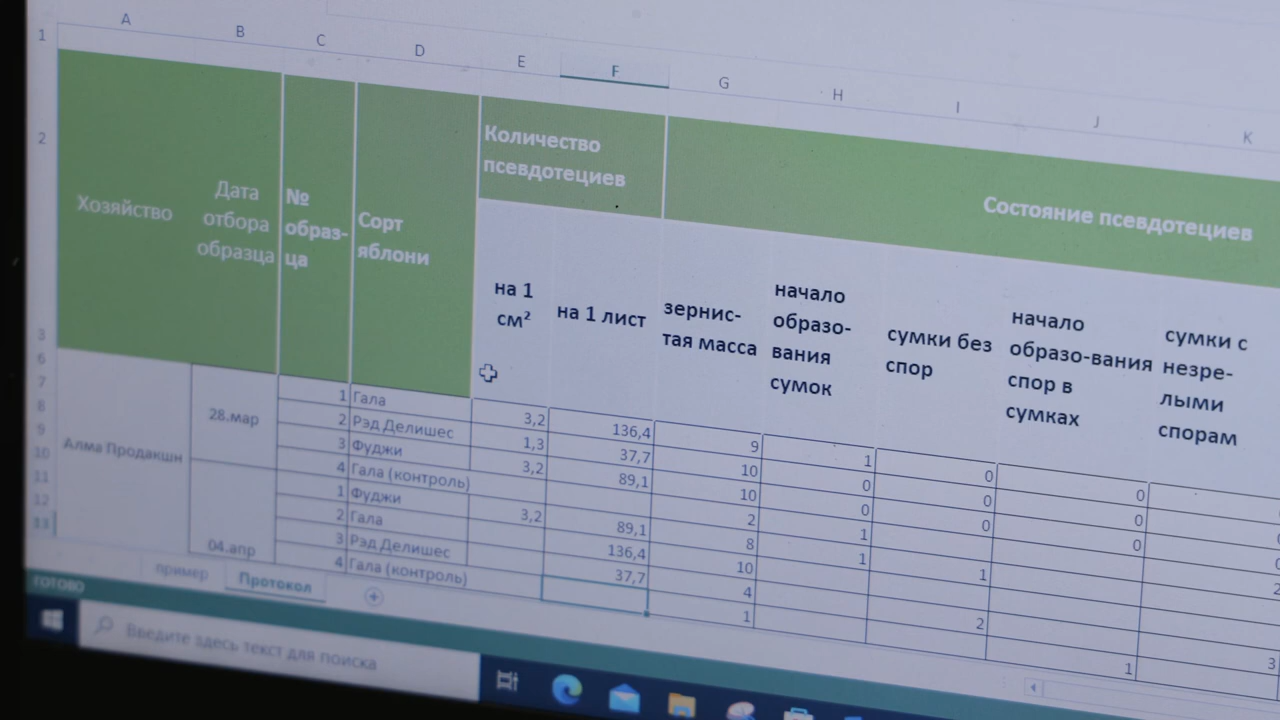 A B C D E F G H I J K
1
2
3
6
7
8
9
10
11
12
13
Хозяйство
Дата
отбора
образца
№
образ-
ца
Сорт
яблони
Количество
псевдотециев
Состояние псевдотециев
на 1
см²
на 1 лист
зернис-
тая масса
начало
образо-
вания
сумок
сумки без
спор
начало
образо-вания
спор в
сумках
сумки с
незре-
лыми
спорам
Алма Продакшн
28.мар
04.апр
1 Гала 3,2 136,4 9 1 0 0
2 Рэд Делишес 1,3 37,7 10 0 0 0
3 Фуджи 3,2 89,1 10 0 0 0
4 Гала (контроль) 2 1
1 Фуджи 3,2 89,1 8 1 1
2 Гала 136,4 10
3 Рэд Делишес 37,7 4 2
4 Гала (контроль) 1 1 3
пример Протокол
ГОТОВО
Введите здесь текст для поиска